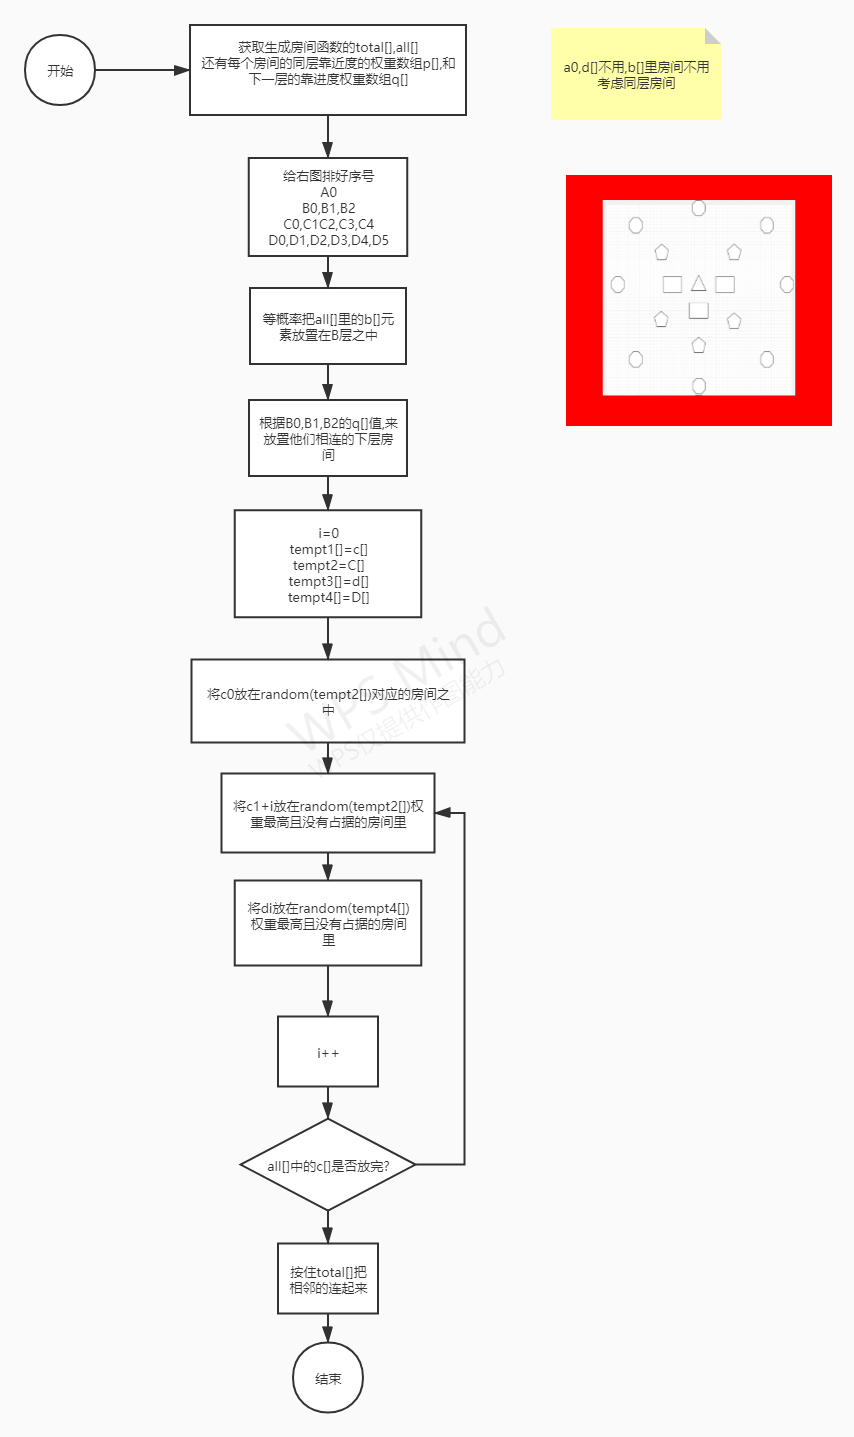 开始
获取生成房间函数的total[],all[]
还有每个房间的同层靠近度的权重数组p[],和
下一层的靠进度权重数组q[]
a0,d[]不用,b[]里房间不用
考虑同层房间
给右图排好序号
A0
B0,B1,B2
C0,C1C2,C3,C4
D0,D1,D2,D3,D4,D5
等概率把all[]里的b[]元
素放置在B层之中
根据B0,B1,B2的q[]值,来
放置他们相连的下层房
间
i=0
tempt1[]=c[]
tempt2=C[]
tempt3[]=d[]
tempt4[]=D[]
WPS Mind
WPS仅提供作图能力
将c0放在random(tempt2[])对应的房间之
中
将c1+i放在random(tempt2[])权
重最高且没有占据的房间里
将di放在random(tempt4[])
权重最高且没有占据的房间
里
i++
all[]中的c[]是否放完?
按住total[]把
相邻的连起来
结束